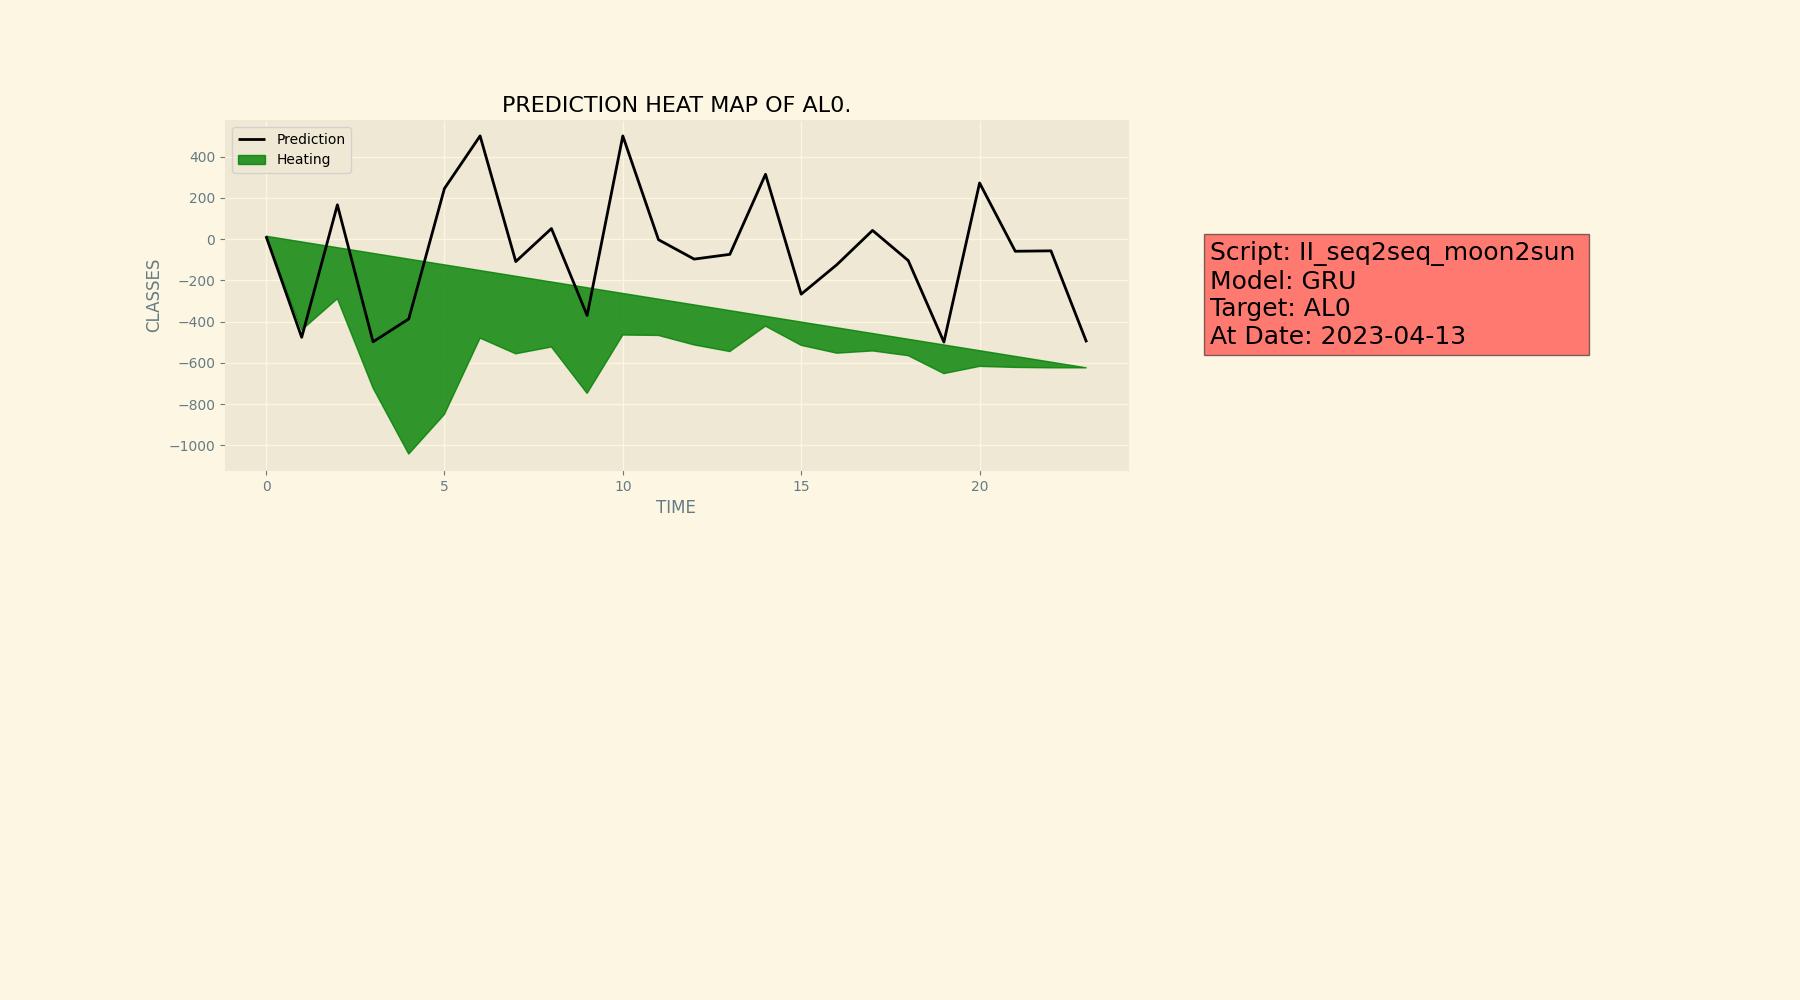 PREDICTION HEAT MAP OF AL0.
Prediction
Heating
400
200
0
−200
−400
−600
−800
−1000
CLASSES
0 5 10 15 20
TIME
Script: II_seq2seq_moon2sun
Model: GRU
Target: AL0
At Date: 2023-04-13